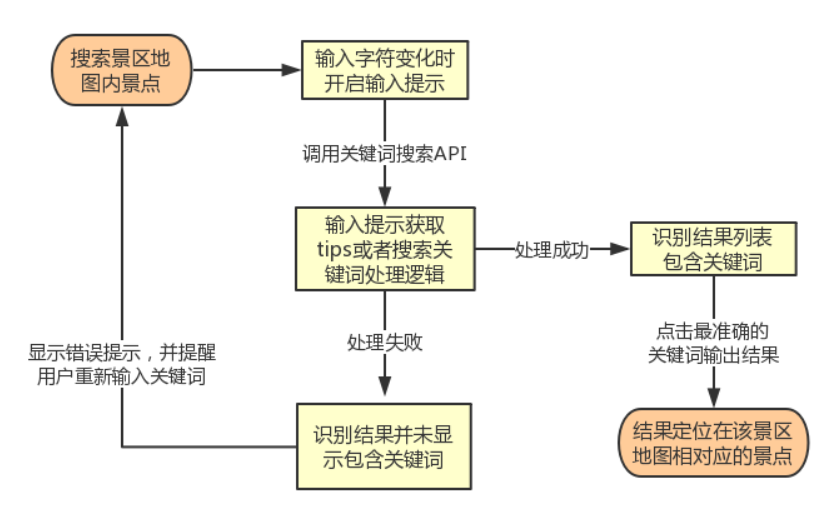 搜索景区地
图内景点
输入字符变化时
开启输入提示
调用关键词搜索API
输入提示获取
tips或者搜索关
键词处理逻辑
处理成功
识别结果列表
包含关键词
处理失败
点击最准确的
关键词输出结果
显示错误提示，并提醒
用户重新输入关键词
识别结果并未显
示包含关键词
结果定位在该景区
地图相对应的景点